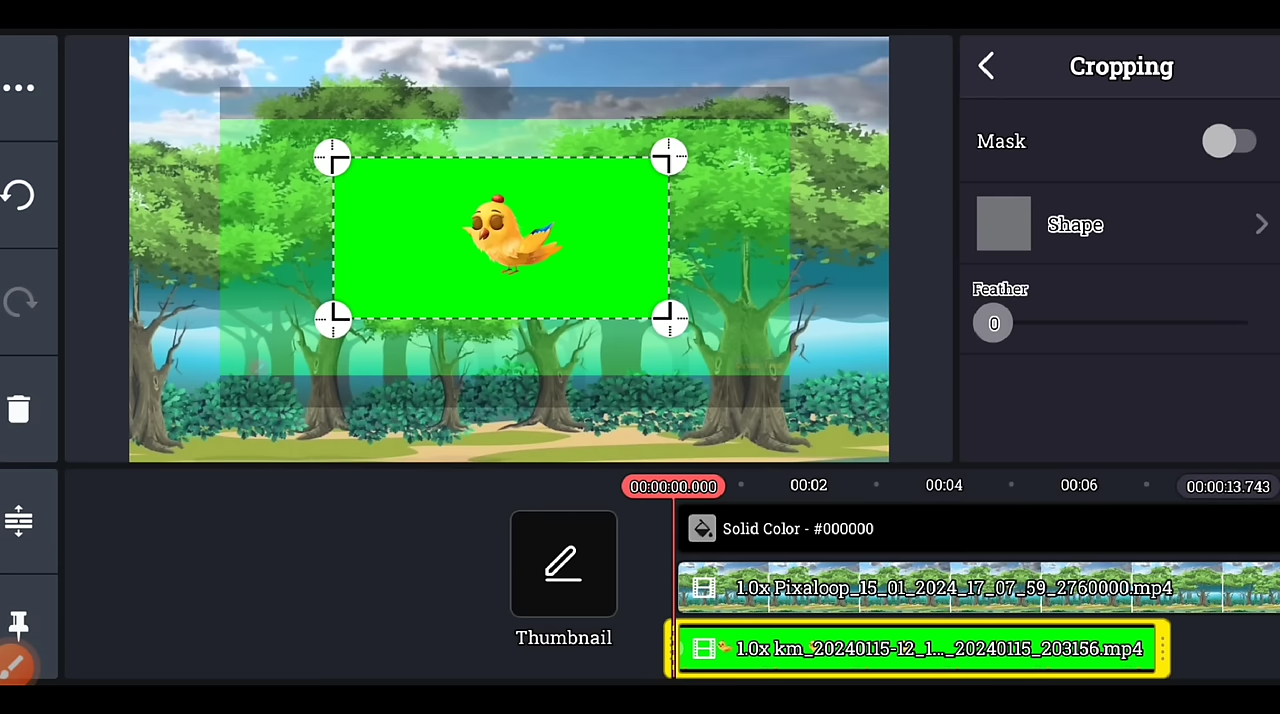 Cropping
Mask
Shape
Feather
0
00:00:00.000
00:02
00:04
00:06
00:00:13.743
Solid Color - #000000
1.0x Pixaloop_15_01_2024_17_07_59_2760000.mp4
Thumbnail
1.0x km_20240115-12_1..._20240115_203156.mp4